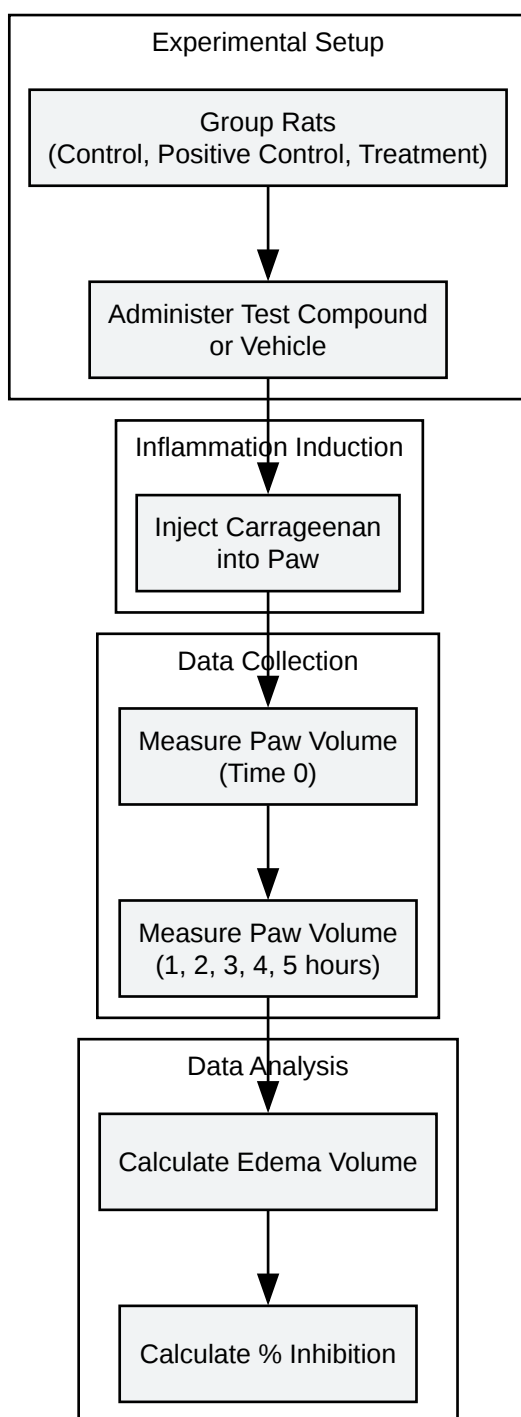 Experimental Setup
Group Rats
(Control, Positive Control, Treatment)
Administer Test Compound
or Vehicle
Inflammation Induction
Inject Carrageenan
into Paw
Data Collection
Measure Paw Volume
(Time 0)
Measure Paw Volume
(1, 2, 3, 4, 5 hours)
Data Analysis
Calculate Edema Volume
Calculate % Inhibition